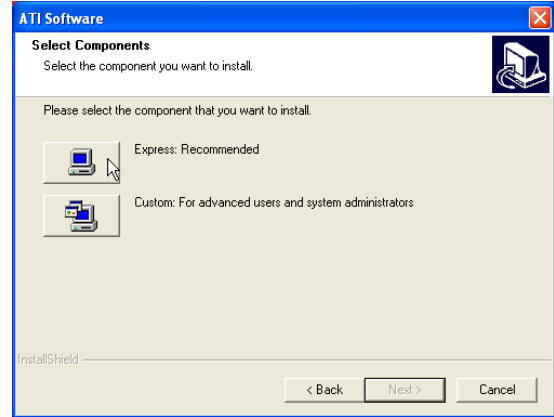 ATI Software
Select Components
Select the component you want to install.
Please select the component that you want to install.
Express: Recommended
Custom: For advanced users and system administrators
InstallShield
< Back
Next >
Cancel